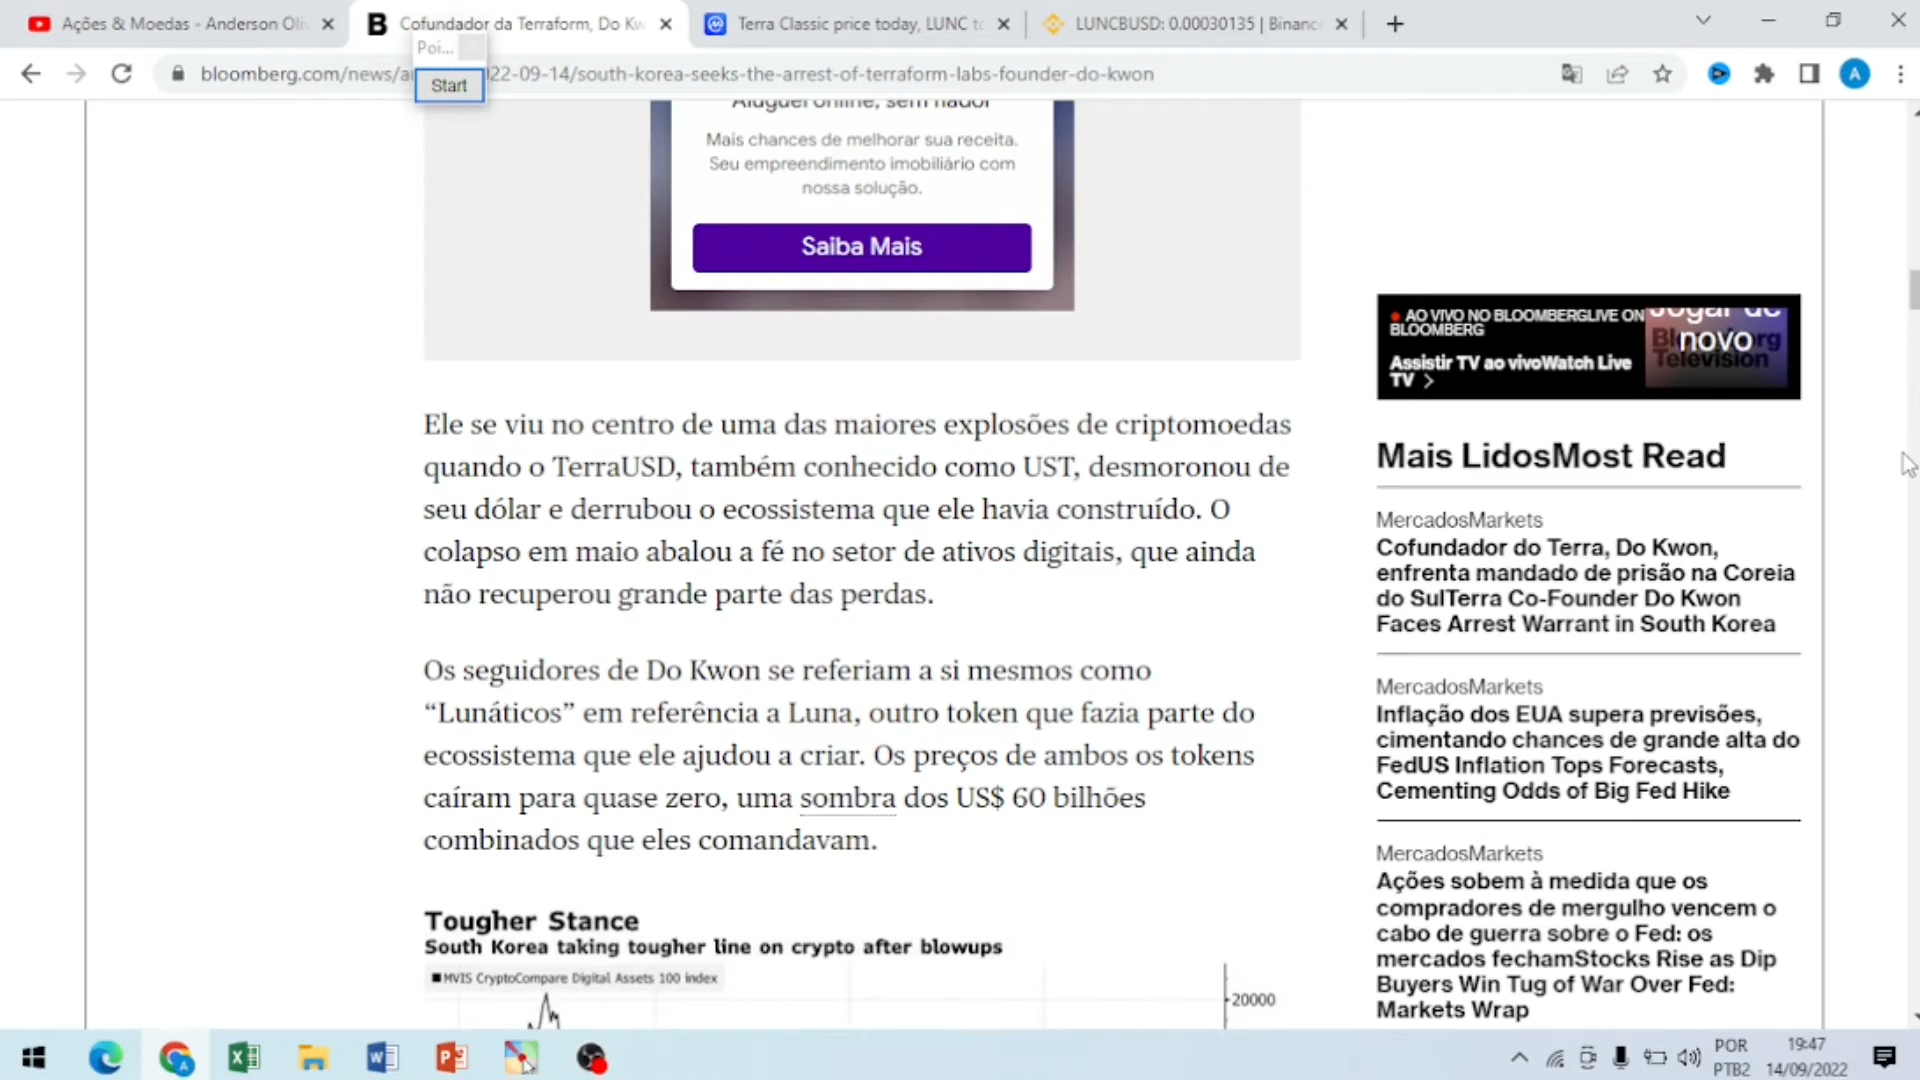 Ações & Moedas - Anderson Oli
Cofundador da Terraform, Do Kw
Terra Classic price today, LUNC to
LUNCBUSD: 0.00030135 | Binance
Poi...
Start
bloomberg.com/news/a 22-09-14/south-korea-seeks-the-arrest-of-terraform-labs-founder-do-kwon
A
Aluguel online, sem fiador
Mais chances de melhorar sua receita.
Seu empreendimento imobiliário com
nossa solução.
Saiba Mais
Ele se viu no centro de uma das maiores explosões de criptomoedas
quando o TerraUSD, também conhecido como UST, desmoronou de
seu dólar e derrubou o ecossistema que ele havia construído. O
colapso em maio abalou a fé no setor de ativos digitais, que ainda
não recuperou grande parte das perdas.
Os seguidores de Do Kwon se referiam a si mesmos como
“Lunáticos” em referência a Luna, outro token que fazia parte do
ecossistema que ele ajudou a criar. Os preços de ambos os tokens
caíram para quase zero, uma sombra dos US$ 60 bilhões
combinados que eles comandavam.
Tougher Stance
South Korea taking tougher line on crypto after blowups
MVIS CryptoCompare Digital Assets 100 Index
20000
AO VIVO NO BLOOMBERGLIVE ON
BLOOMBERG
Assistir TV ao vivoWatch Live
TV >
Jogar de
novo
Bloomberg
Television
Mais LidosMost Read
MercadosMarkets
Cofundador do Terra, Do Kwon,
enfrenta mandado de prisão na Coreia
do SulTerra Co-Founder Do Kwon
Faces Arrest Warrant in South Korea
MercadosMarkets
Inflação dos EUA supera previsões,
cimentando chances de grande alta do
FedUS Inflation Tops Forecasts,
Cementing Odds of Big Fed Hike
MercadosMarkets
Ações sobem à medida que os
compradores de mergulho vencem o
cabo de guerra sobre o Fed: os
mercados fechamStocks Rise as Dip
Buyers Win Tug of War Over Fed:
Markets Wrap
POR
PTB2
19:47
14/09/2022